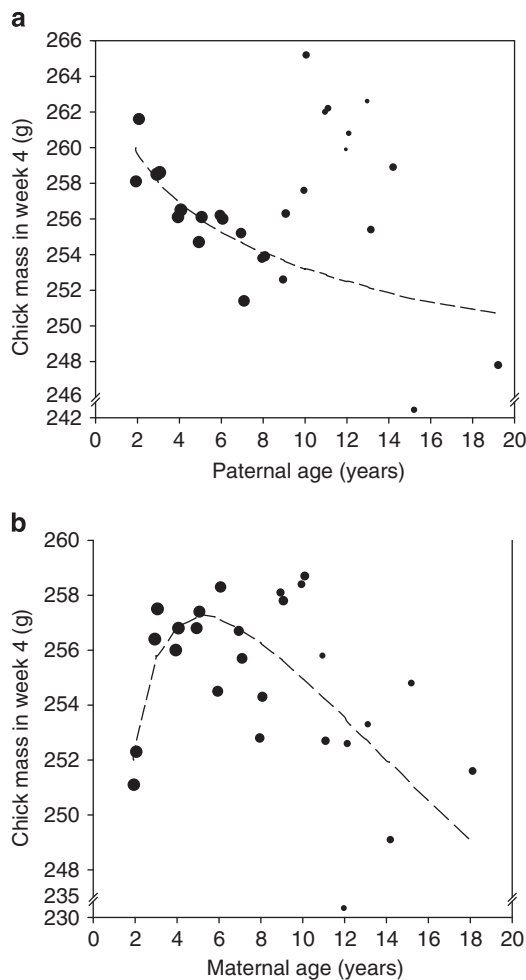 a
266
264
262
260
258
256
254
252
250
248
246
242
Chick mass in week 4 (g)
0 2 4 6 8 10 12 14 16 18 20
Paternal age (years)
b
260
258
256
254
252
250
248
235
230
Chick mass in week 4 (g)
0 2 4 6 8 10 12 14 16 18 20
Maternal age (years)